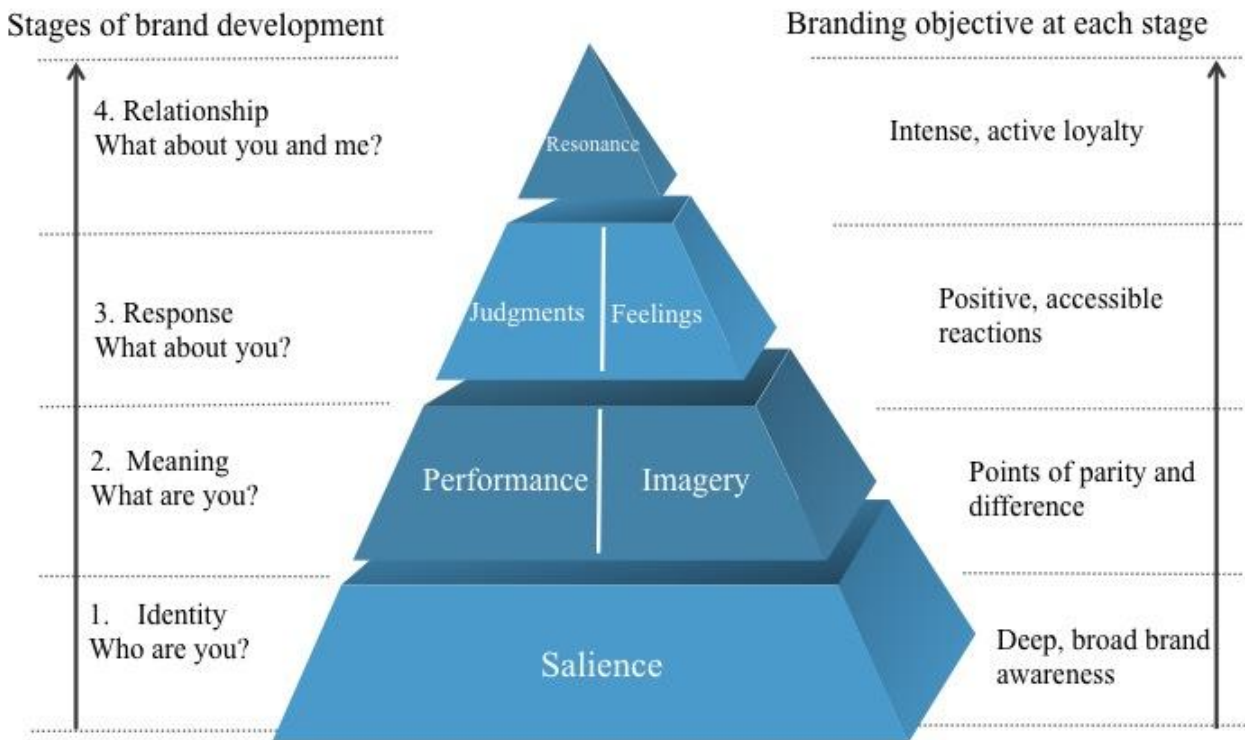 Stages of brand development
Branding objective at each stage
4. Relationship
What about you and me?
Resonance
Intense, active loyalty
3. Response
What about you?
Judgments
Feelings
Positive, accessible
reactions
2. Meaning
What are you?
Performance
Imagery
Points of parity and
difference
1. Identity
Who are you?
Salience
Deep, broad brand
awareness